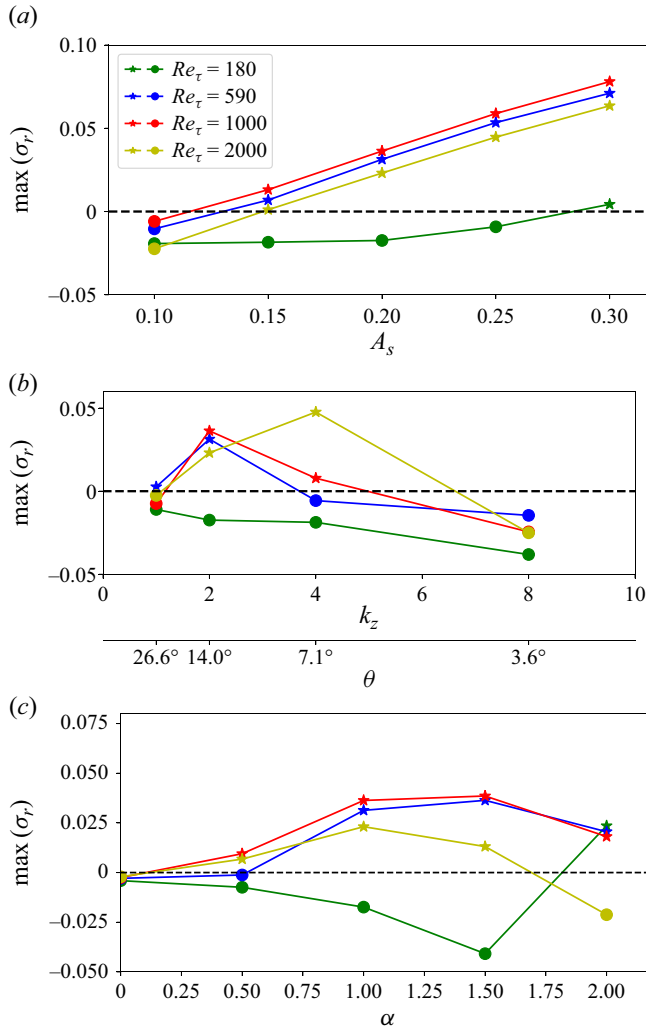 (a)
0.10
0.05
0
–0.05
max (σr)
Reτ = 180
Reτ = 590
Reτ = 1000
Reτ = 2000
0.10 0.15 0.20 0.25 0.30
As
(b)
0.05
0
–0.05
max (σr)
0 2 4 6 8 10
kz
26.6° 14.0° 7.1° 3.6°
θ
(c)
0.075
0.050
0.025
0
–0.025
–0.050
max (σr)
0 0.25 0.50 0.75 1.00 1.25 1.50 1.75 2.00
α